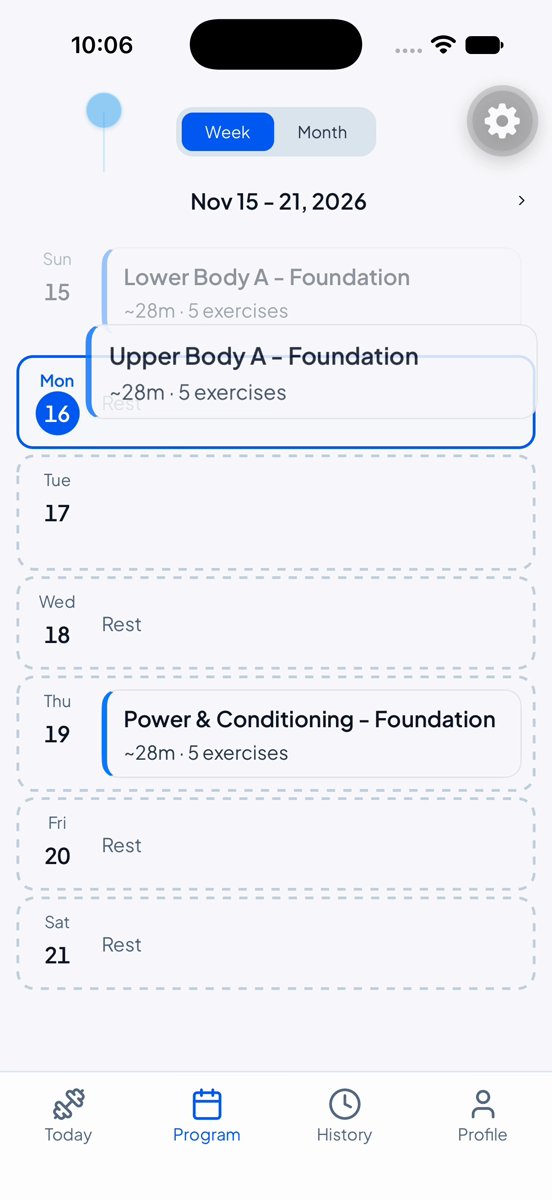 10:06
Week
Month
Nov 15 – 21, 2026
Sun
15
Lower Body A – Foundation
~28m · 5 exercises
Upper Body A – Foundation
~28m · 5 exercises
Mon
16
Rest
Tue
17
Wed
18
Rest
Thu
19
Power & Conditioning – Foundation
~28m · 5 exercises
Fri
20
Rest
Sat
21
Rest
Today
Program
History
Profile